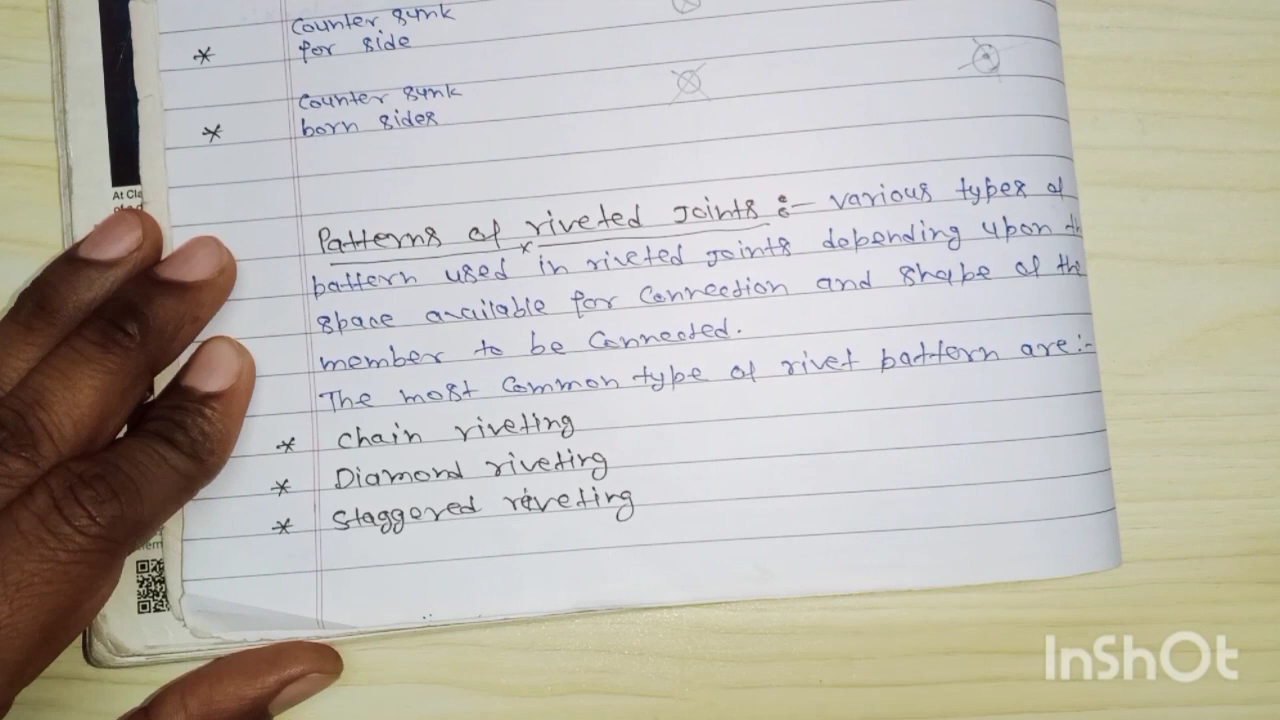 Counter sunk
* for side
Counter sunk
* born sides
Patterns of riveted Joints :- various types of
pattern used in riveted joints depending upon
space available for Connection and shape of the
member to be Connected.
The most Common type of rivet pattern are:-
* Chain riveting
* Diamond riveting
* Staggered riveting
At Cla
InShOt